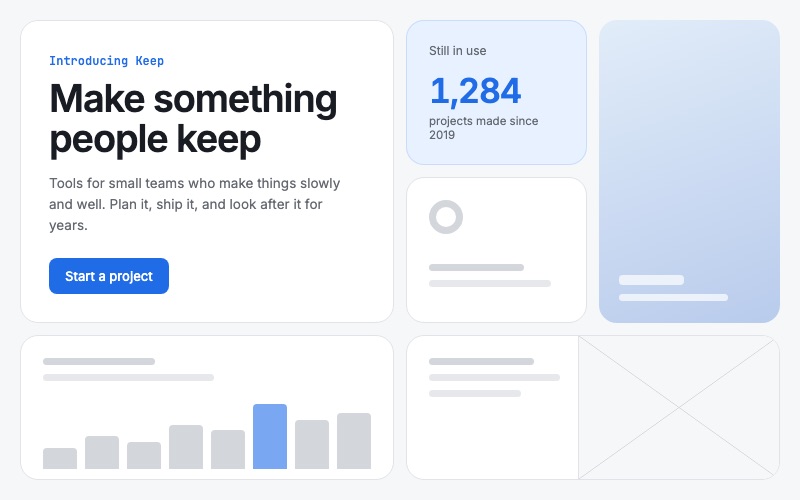 Introducing Keep
Make something
people keep
Tools for small teams who make things slowly
and well. Plan it, ship it, and look after it for
years.
Start a project
Still in use
1,284
projects made since
2019